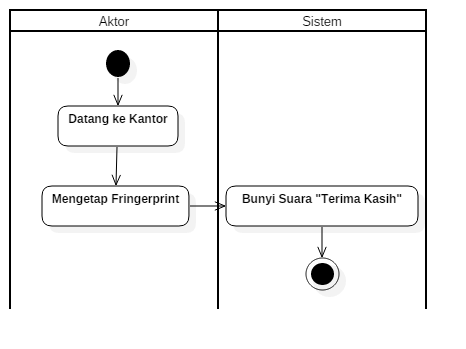 Aktor
Sistem
Datang ke Kantor
Mengetap Fringerprint
Bunyi Suara "Terima Kasih"